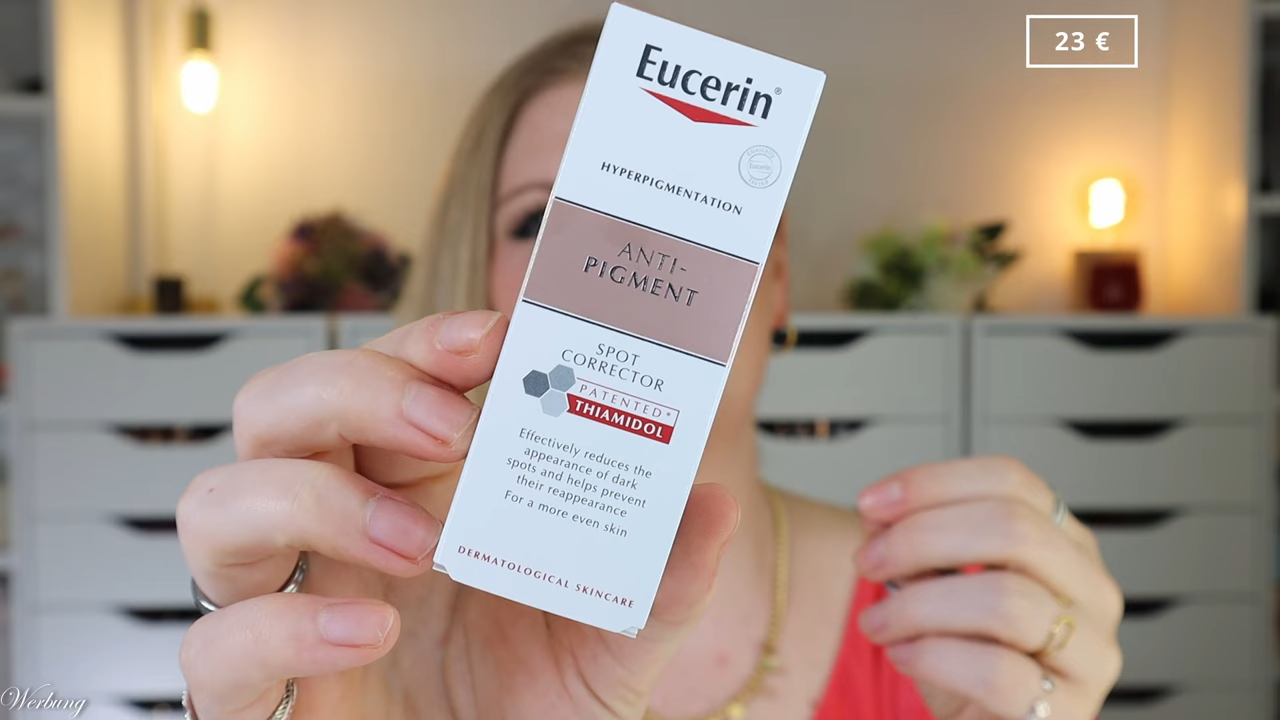 23 €
Eucerin®
Eucerin
HYPERPIGMENTATION
ANTI-
PIGMENT
SPOT
CORRECTOR
PATENTED*
THIAMIDOL
Effectively reduces the
appearance of dark
spots and helps prevent
their reappearance
For a more even skin
DERMATOLOGICAL SKINCARE
Werbung